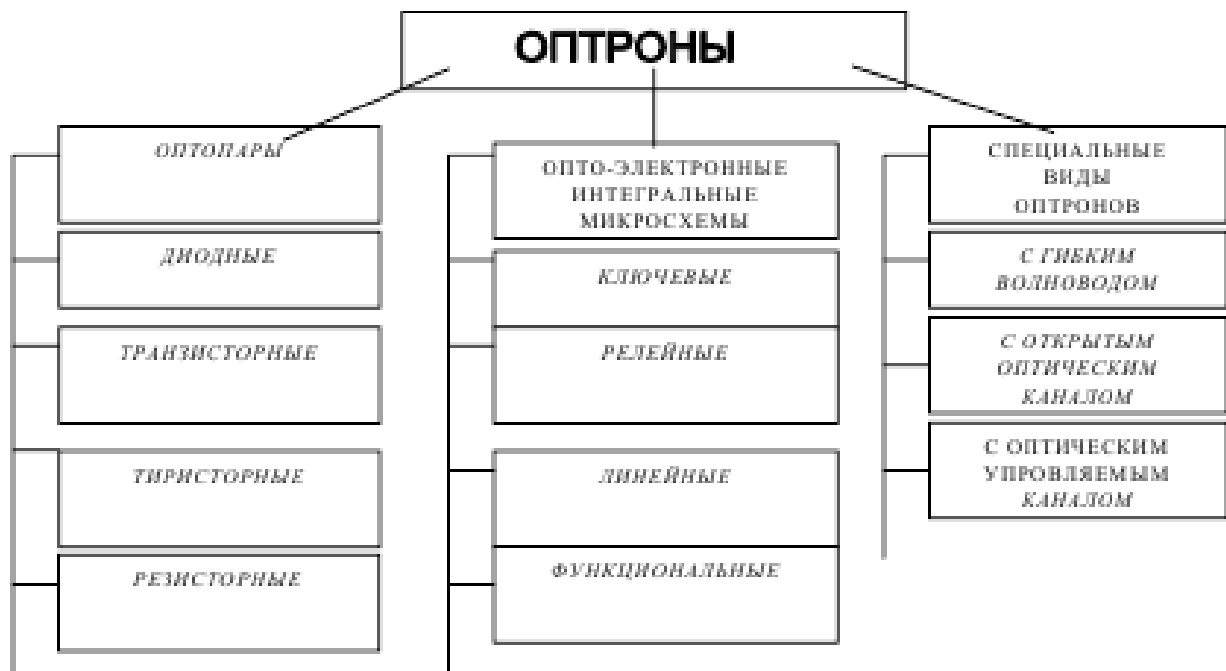 ОПТРОНЫ
ОПТОПАРЫ
ДИОДНЫЕ
ТРАНЗИСТОРНЫЕ
ТИРИСТОРНЫЕ
РЕЗИСТОРНЫЕ
ОПТО-ЭЛЕКТРОННЫЕ
ИНТЕГРАЛЬНЫЕ
МИКРОСХЕМЫ
КЛЮЧЕВЫЕ
РЕЛЕЙНЫЕ
ЛИНЕЙНЫЕ
ФУНКЦИОНАЛЬНЫЕ
СПЕЦИАЛЬНЫЕ
ВИДЫ
ОПТРОНОВ
С ГИБКИМ
ВОЛНОВОДОМ
С ОТКРЫТЫМ
ОПТИЧЕСКИМ
КАНАЛОМ
С ОПТИЧЕСКИМ
УПРОВЛЯЕМЫМ
КАНАЛОМ